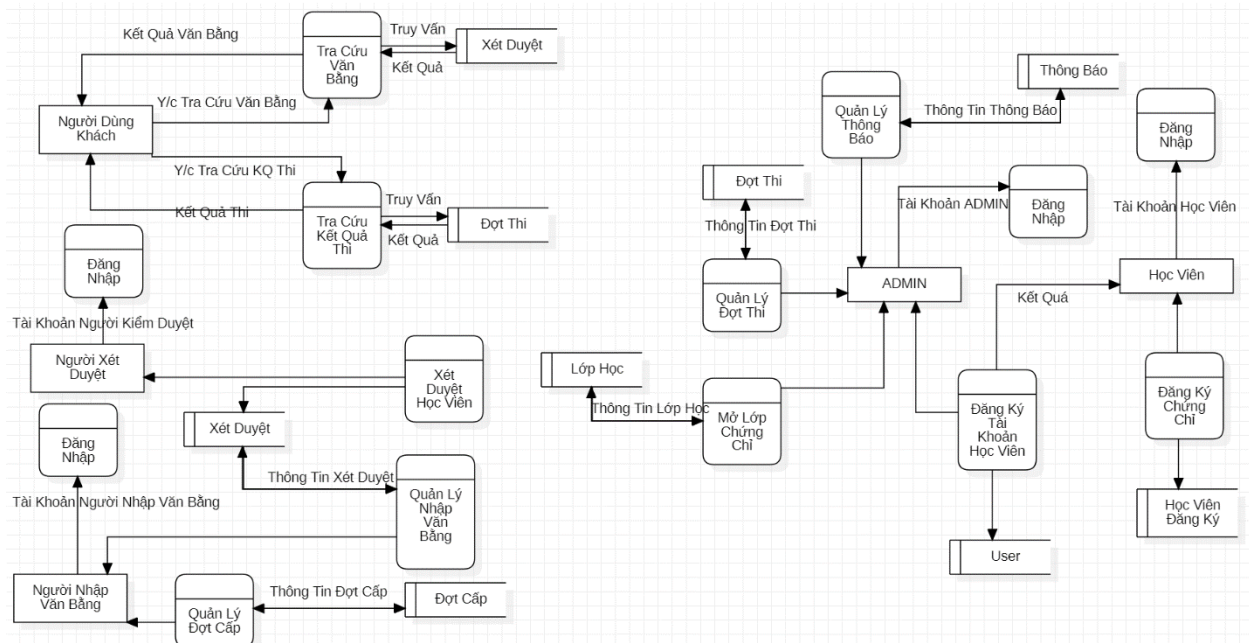 Kết Quả Văn Bằng
Tra Cứu
Văn
Bằng
Truy Vấn
Kết Quả
Xét Duyệt
Y/c Tra Cứu Văn Bằng
Người Dùng
Khách
Y/c Tra Cứu KQ Thi
Kết Quả Thi
Tra Cứu
Kết Quả
Thi
Truy Vấn
Kết Quả
Đợt Thi
Đăng
Nhập
Tài Khoản Người Kiểm Duyệt
Người Xét
Duyệt
Xét
Duyệt
Học Viên
Xét Duyệt
Đăng
Nhập
Thông Tin Xét Duyệt
Tài Khoản Người Nhập Văn Bằng
Quản Lý
Nhập
Văn
Bằng
Người Nhập
Văn Bằng
Quản Lý
Đợt Cấp
Thông Tin Đợt Cấp
Đợt Cấp
Thông Báo
Quản Lý
Thông
Báo
Thông Tin Thông Báo
Đăng
Nhập
Đợt Thi
Thông Tin Đợt Thi
Tài Khoản ADMIN
Đăng
Nhập
Tài Khoản Học Viên
Quản Lý
Đợt Thi
ADMIN
Kết Quá
Học Viên
Lớp Học
Thông Tin Lớp Học
Mở Lớp
Chứng
Chỉ
Đăng Ký
Tài
Khoản
Học Viên
Đăng Ký
Chứng
Chỉ
Học Viên
Đăng Ký
User